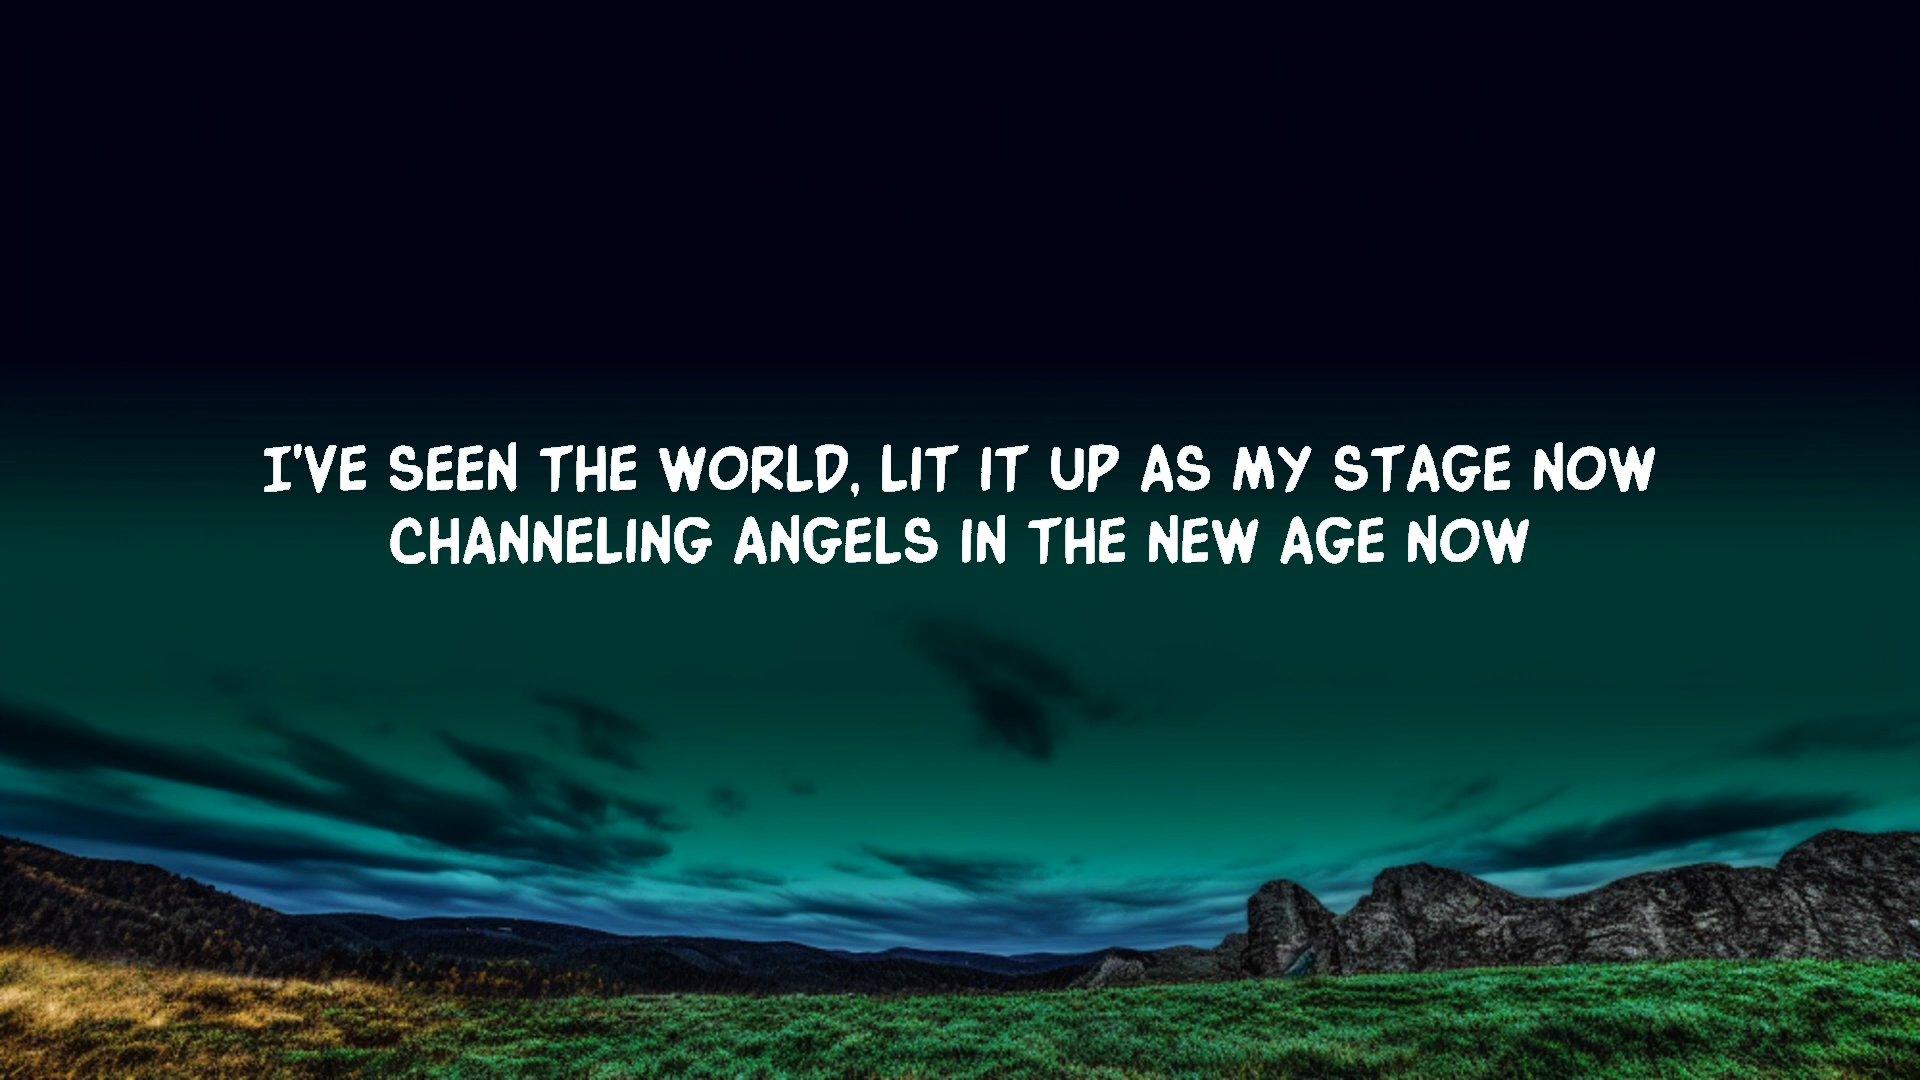 I'VE SEEN THE WORLD, LIT IT UP AS MY STAGE NOW
CHANNELING ANGELS IN THE NEW AGE NOW